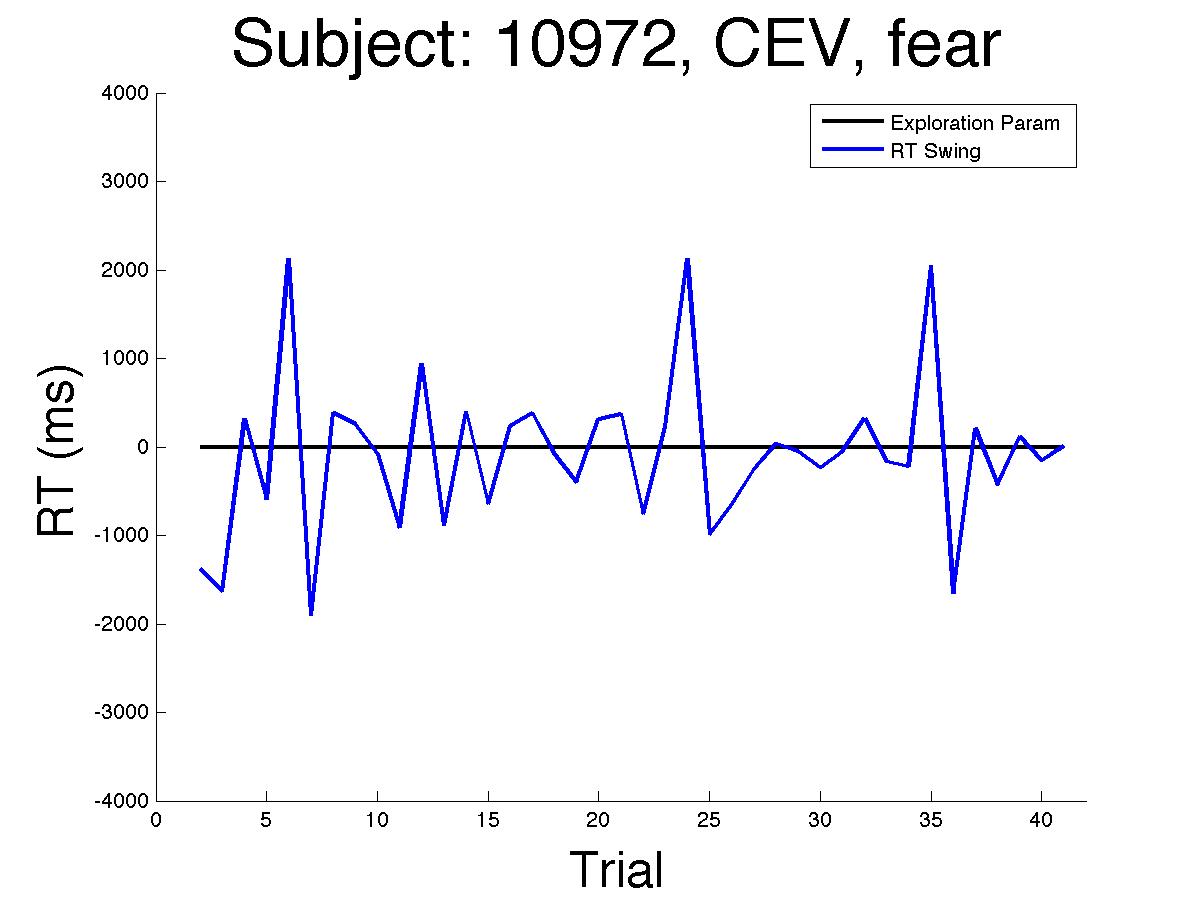 Subject: 10972, CEV, fear
Exploration Param
RT Swing
4000
3000
2000
1000
0
-1000
-2000
-3000
-4000
RT (ms)
0 5 10 15 20 25 30 35 40
Trial